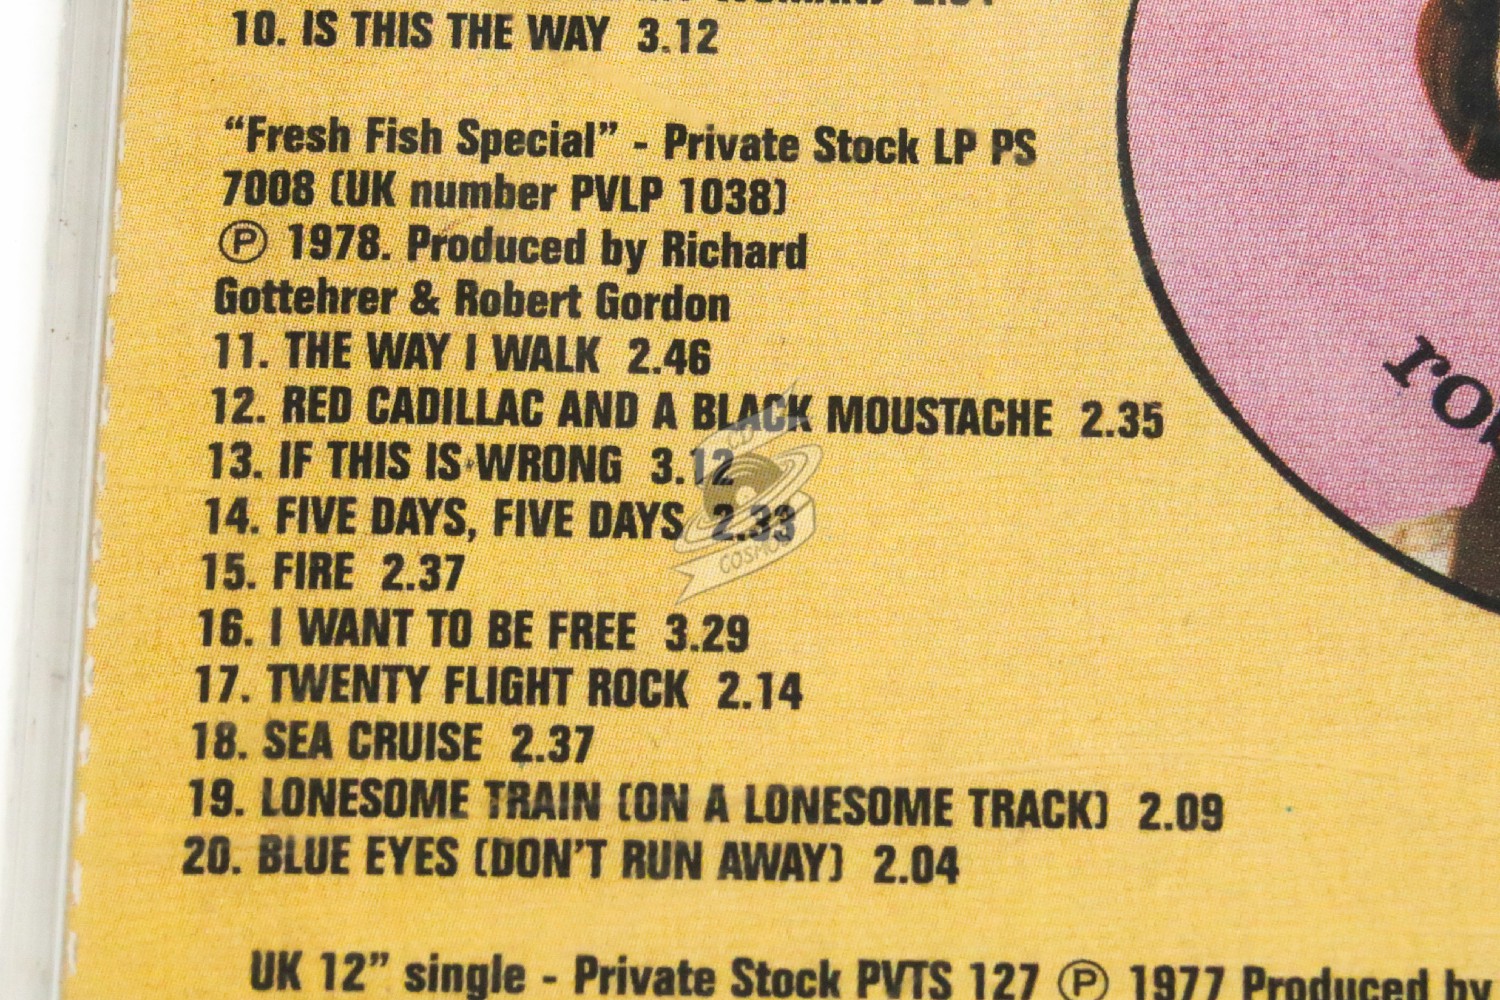 10. IS THIS THE WAY 3.12
“Fresh Fish Special” - Private Stock LP PS
7008 (UK number PVLP 1038)
Ⓟ 1978. Produced by Richard
Gottehrer & Robert Gordon
11. THE WAY I WALK 2.46
12. RED CADILLAC AND A BLACK MOUSTACHE 2.35
13. IF THIS IS WRONG 3.12
14. FIVE DAYS, FIVE DAYS 2.33
15. FIRE 2.37
16. I WANT TO BE FREE 3.29
17. TWENTY FLIGHT ROCK 2.14
18. SEA CRUISE 2.37
19. LONESOME TRAIN (ON A LONESOME TRACK) 2.09
20. BLUE EYES (DON'T RUN AWAY) 2.04
UK 12” single - Private Stock PVTS 127 Ⓟ 1977 Produced by
CD
COSMOS